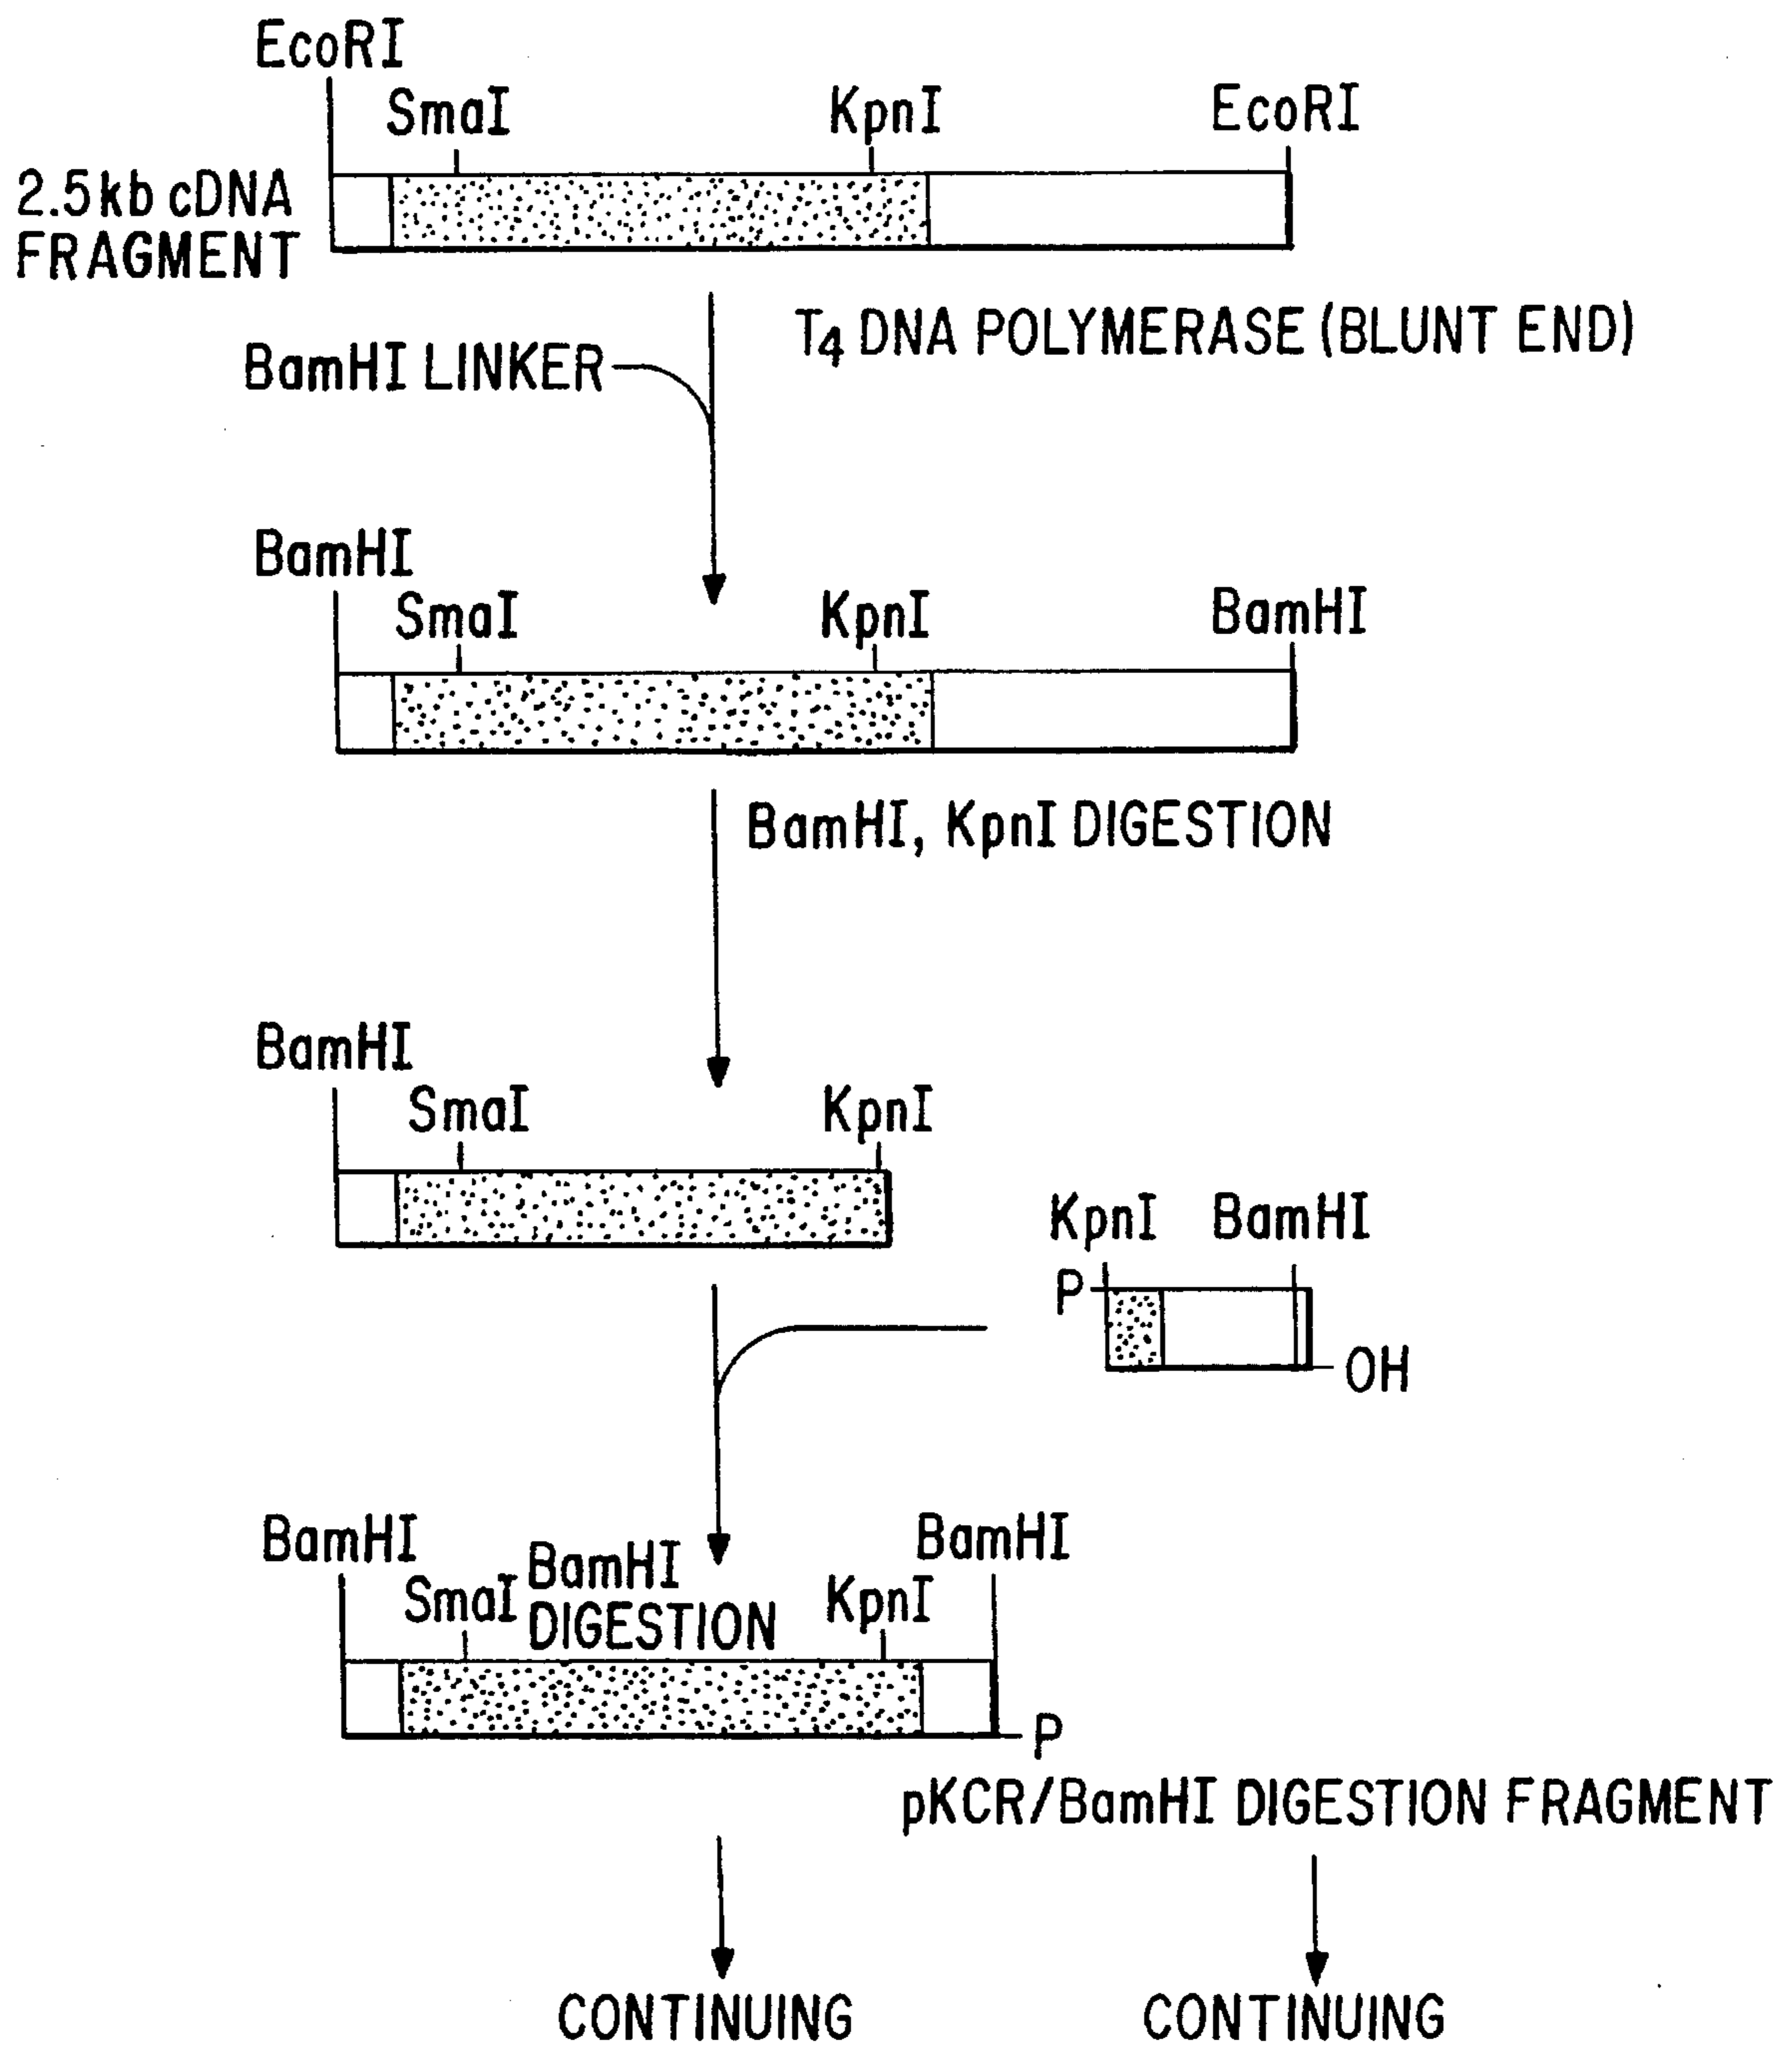 EcoRI
SmaI KpnI EcoRI
2.5kb cDNA
FRAGMENT
T4 DNA POLYMERASE (BLUNT END)
BamHI LINKER
BamHI
SmaI KpnI BamHI
BamHI, KpnI DIGESTION
BamHI
SmaI KpnI
KpnI BamHI
P
OH
BamHI BamHI
SmaI KpnI
BamHI
DIGESTION
P
pKCR/BamHI DIGESTION FRAGMENT
CONTINUING CONTINUING